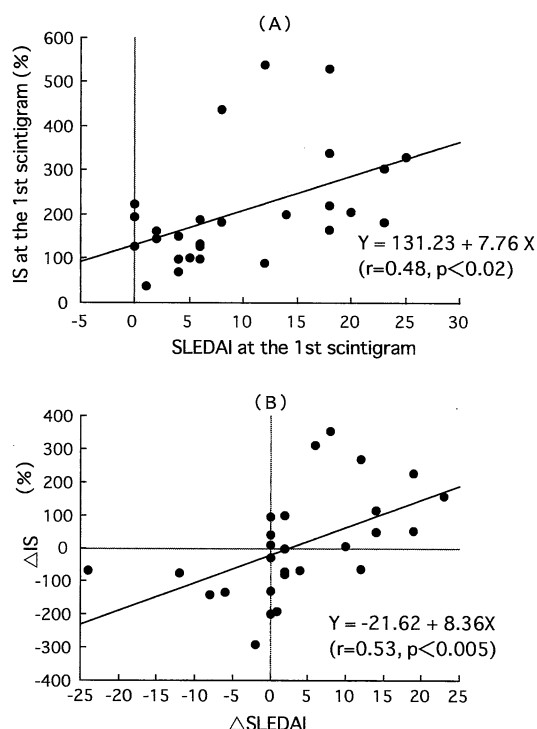 (A)
IS at the 1st scintigram (%)
600
500
400
300
200
100
0
-5 0 5 10 15 20 25 30
SLEDAI at the 1st scintigram
Y = 131.23 + 7.76 X
(r=0.48, p<0.02)
(B)
△IS (%)
400
300
200
100
0
-100
-200
-300
-400
-25 -20 -15 -10 -5 0 5 10 15 20 25
△SLEDAI
Y = -21.62 + 8.36X
(r=0.53, p<0.005)